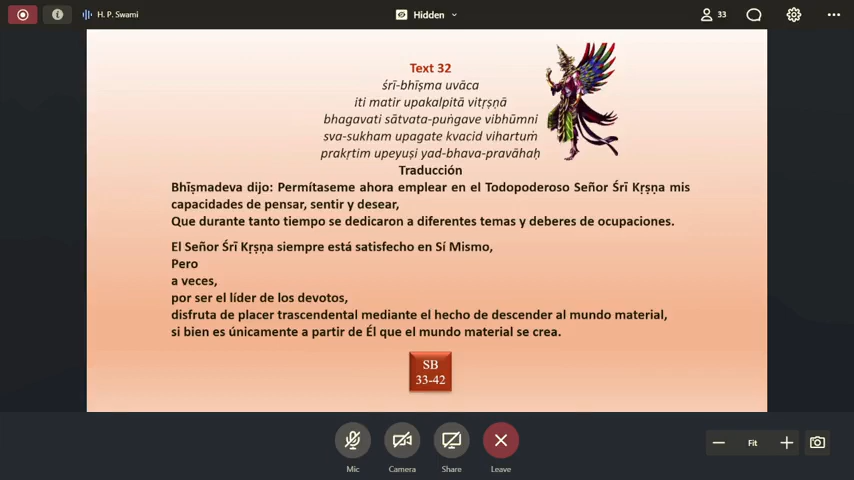 H. P. Swami
Hidden
33
Text 32
śrī-bhīṣma uvāca
iti matir upakalpitā vitṛṣṇā
bhagavati sātvata-puṅgave vibhūmni
sva-sukham upagate kvacid vihartuṁ
prakṛtim upeyuṣi yad-bhava-pravāhaḥ
Traducción
Bhīṣmadeva dijo: Permítaseme ahora emplear en el Todopoderoso Señor Śrī Kṛṣṇa mis
capacidades de pensar, sentir y desear,
Que durante tanto tiempo se dedicaron a diferentes temas y deberes de ocupaciones.
El Señor Śrī Kṛṣṇa siempre está satisfecho en Sí Mismo,
Pero
a veces,
por ser el líder de los devotos,
disfruta de placer trascendental mediante el hecho de descender al mundo material,
si bien es únicamente a partir de Él que el mundo material se crea.
SB
33-42
Mic
Camera
Share
Leave
Fit